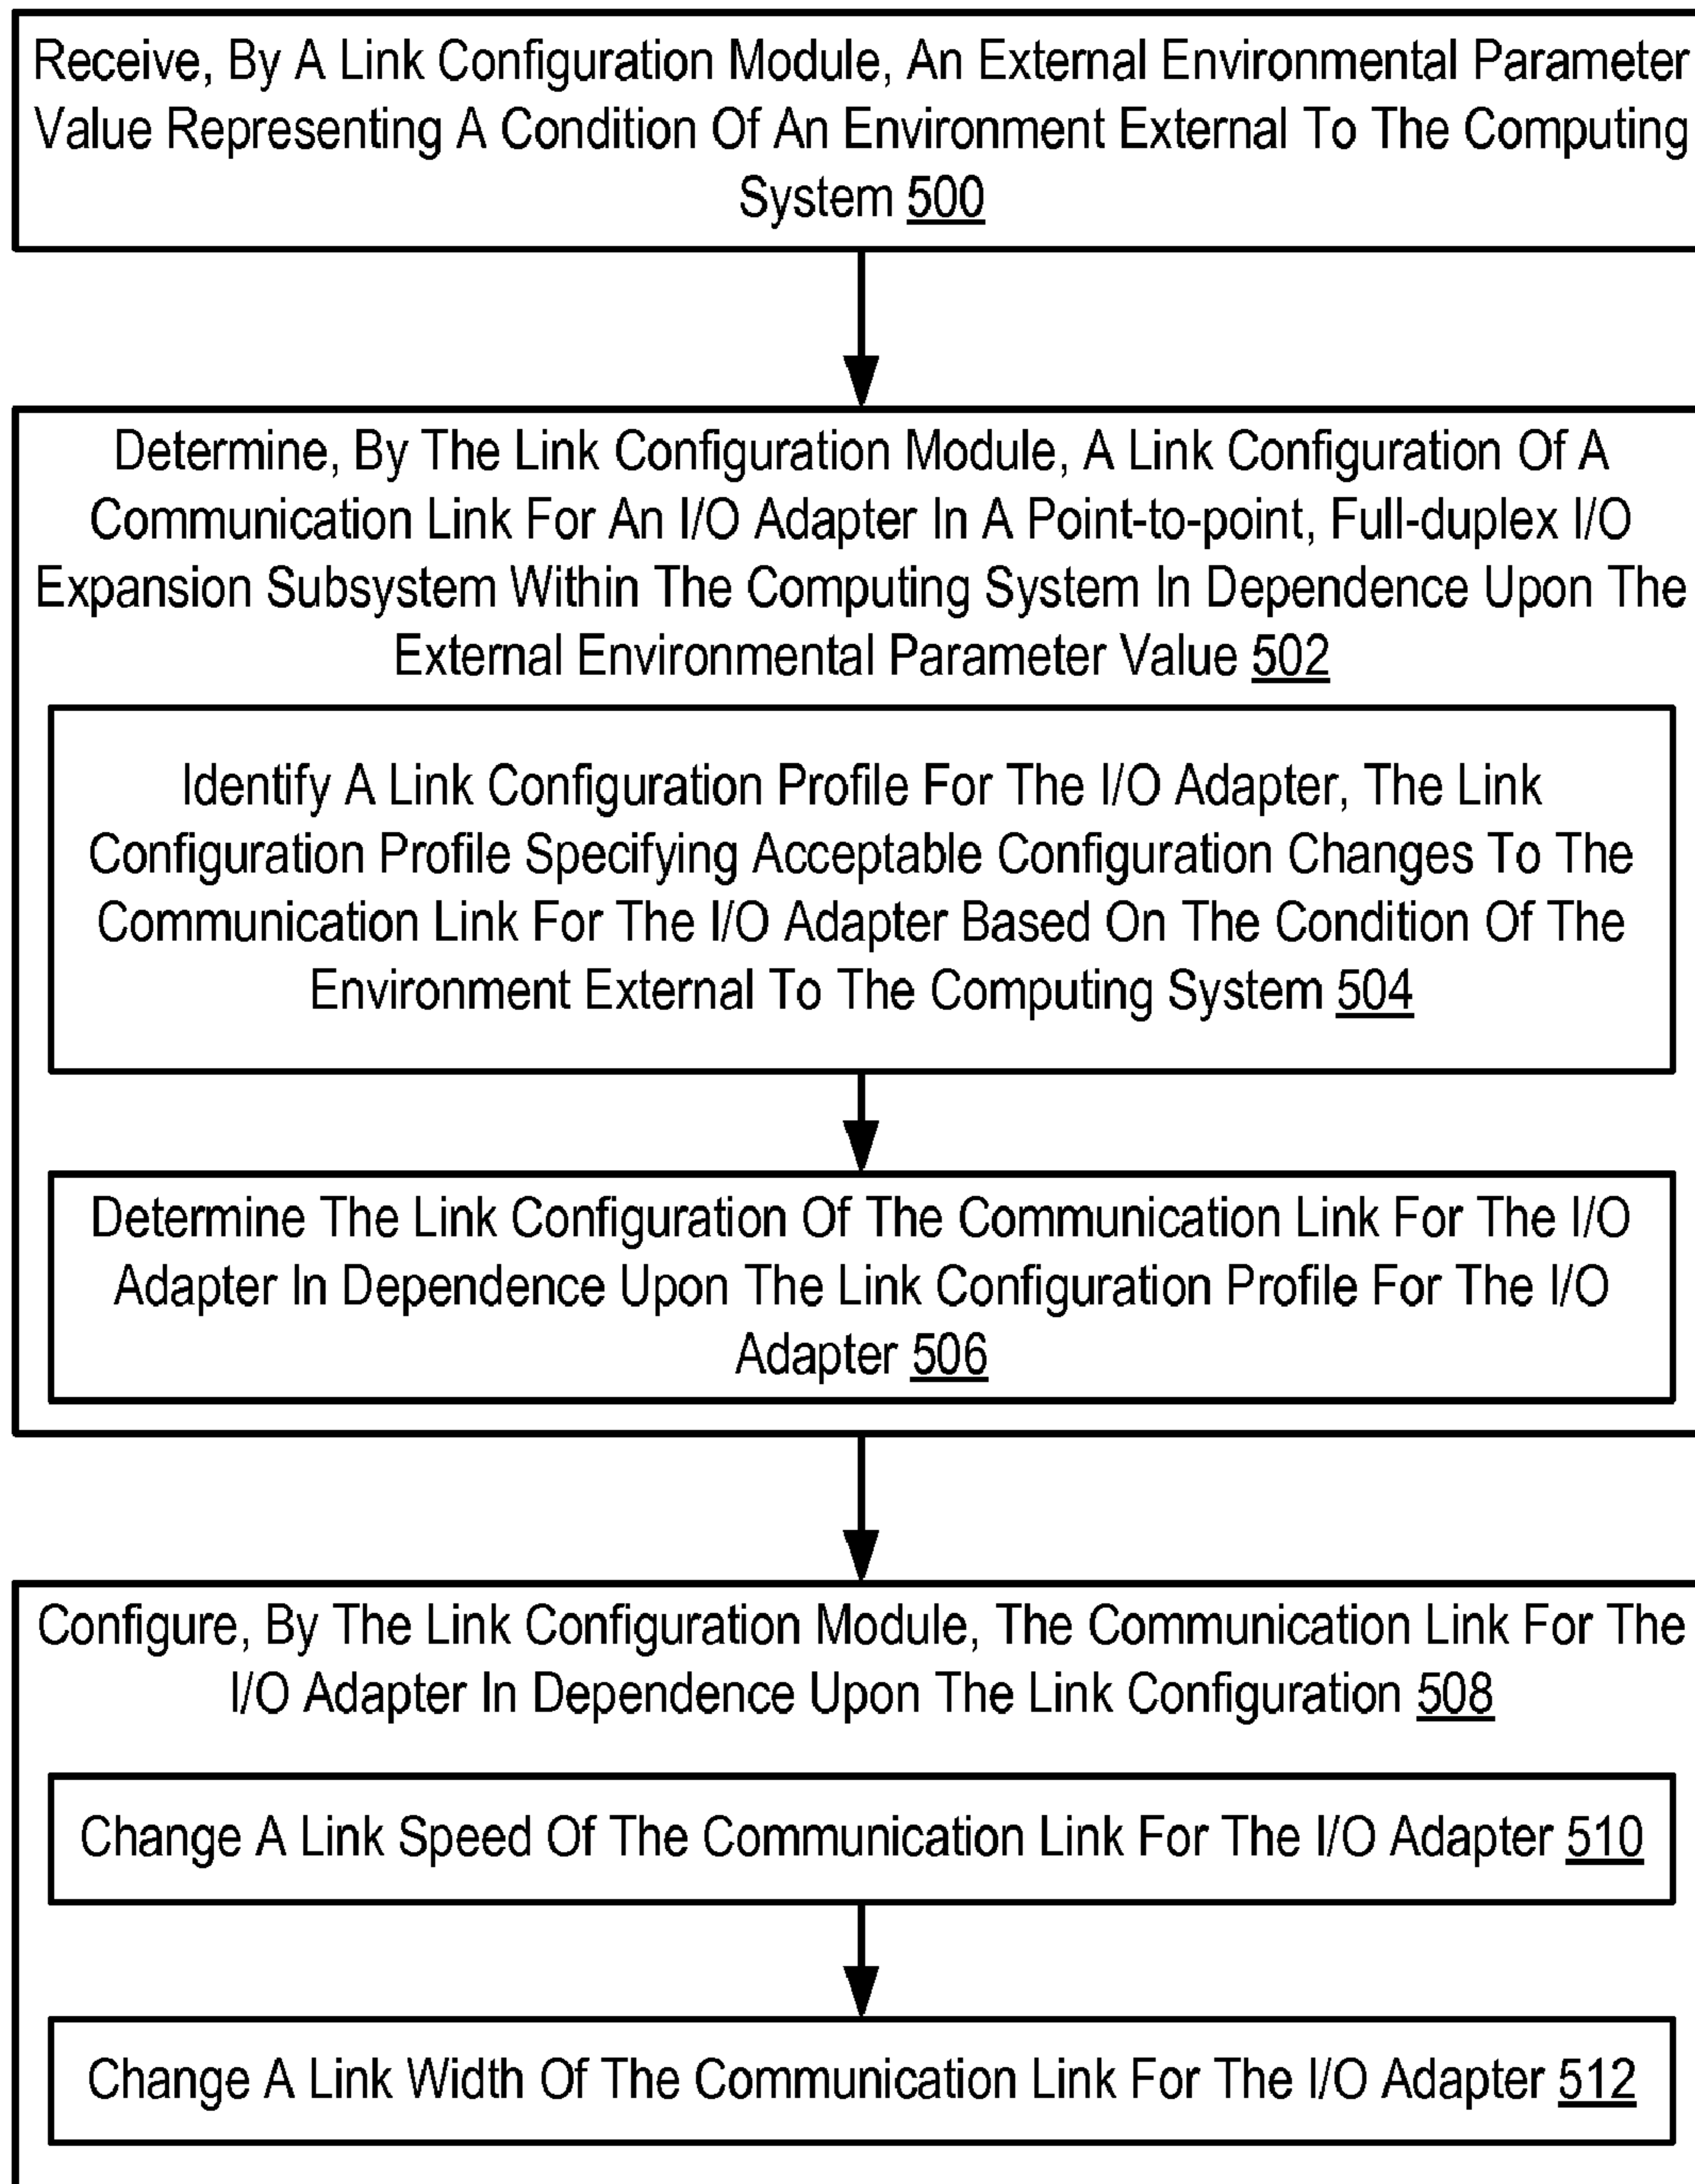 Receive, By A Link Configuration Module, An External Environmental Parameter
Value Representing A Condition Of An Environment External To The Computing
System 500
Determine, By The Link Configuration Module, A Link Configuration Of A
Communication Link For An I/O Adapter In A Point-to-point, Full-duplex I/O
Expansion Subsystem Within The Computing System In Dependence Upon The
External Environmental Parameter Value 502
Identify A Link Configuration Profile For The I/O Adapter, The Link
Configuration Profile Specifying Acceptable Configuration Changes To The
Communication Link For The I/O Adapter Based On The Condition Of The
Environment External To The Computing System 504
Determine The Link Configuration Of The Communication Link For The I/O
Adapter In Dependence Upon The Link Configuration Profile For The I/O
Adapter 506
Configure, By The Link Configuration Module, The Communication Link For The
I/O Adapter In Dependence Upon The Link Configuration 508
Change A Link Speed Of The Communication Link For The I/O Adapter 510
Change A Link Width Of The Communication Link For The I/O Adapter 512